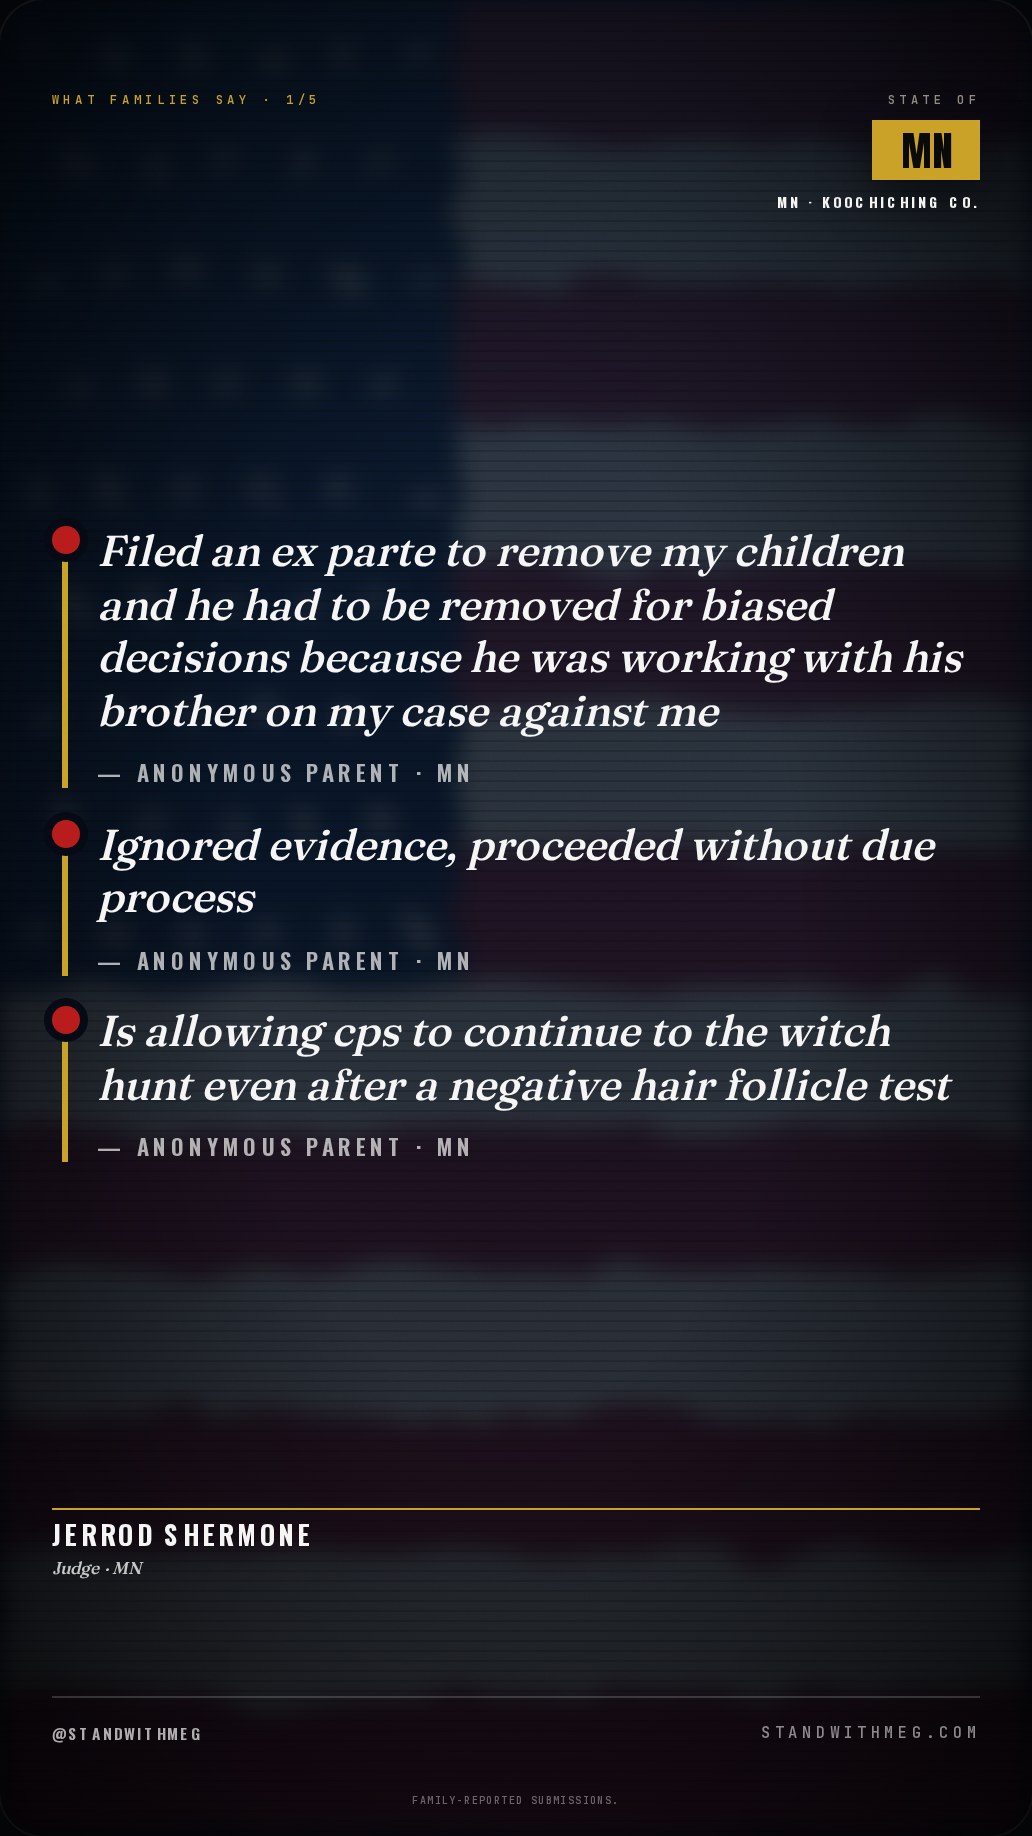 WHAT FAMILIES SAY · 1/5
STATE OF
MN
MN · KOOCHICHING CO.
Filed an ex parte to remove my children
and he had to be removed for biased
decisions because he was working with his
brother on my case against me
— ANONYMOUS PARENT · MN
Ignored evidence, proceeded without due
process
— ANONYMOUS PARENT · MN
Is allowing cps to continue to the witch
hunt even after a negative hair follicle test
— ANONYMOUS PARENT · MN
JERROD SHERMONE
Judge · MN
@STANDWITHMEG
STANDWITHMEG.COM
FAMILY-REPORTED SUBMISSIONS.